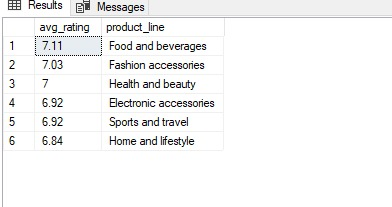 Results Messages
avg_rating product_line
1 7.11 Food and beverages
2 7.03 Fashion accessories
3 7 Health and beauty
4 6.92 Electronic accessories
5 6.92 Sports and travel
6 6.84 Home and lifestyle